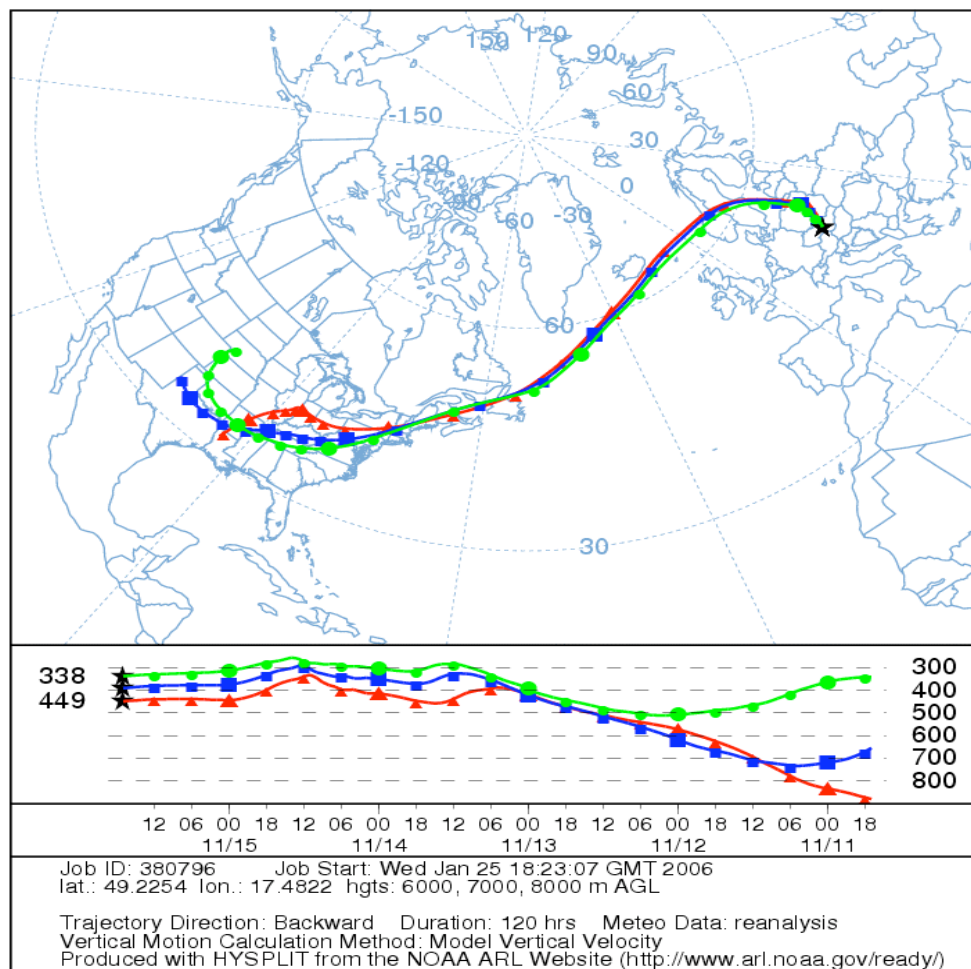 150 120
90
60
-150
30
-120
0
-90
-60 -30
60
30
338
449
300
400
500
600
700
800
12 06 00 18 12 06 00 18 12 06 00 18 12 06 00 18 12 06 00 18
11/15 11/14 11/13 11/12 11/11
Job ID: 380796 Job Start: Wed Jan 25 18:23:07 GMT 2006
lat.: 49.2254 lon.: 17.4822 hgts: 6000, 7000, 8000 m AGL
Trajectory Direction: Backward Duration: 120 hrs Meteo Data: reanalysis
Vertical Motion Calculation Method: Model Vertical Velocity
Produced with HYSPLIT from the NOAA ARL Website (http://www.arl.noaa.gov/ready/)